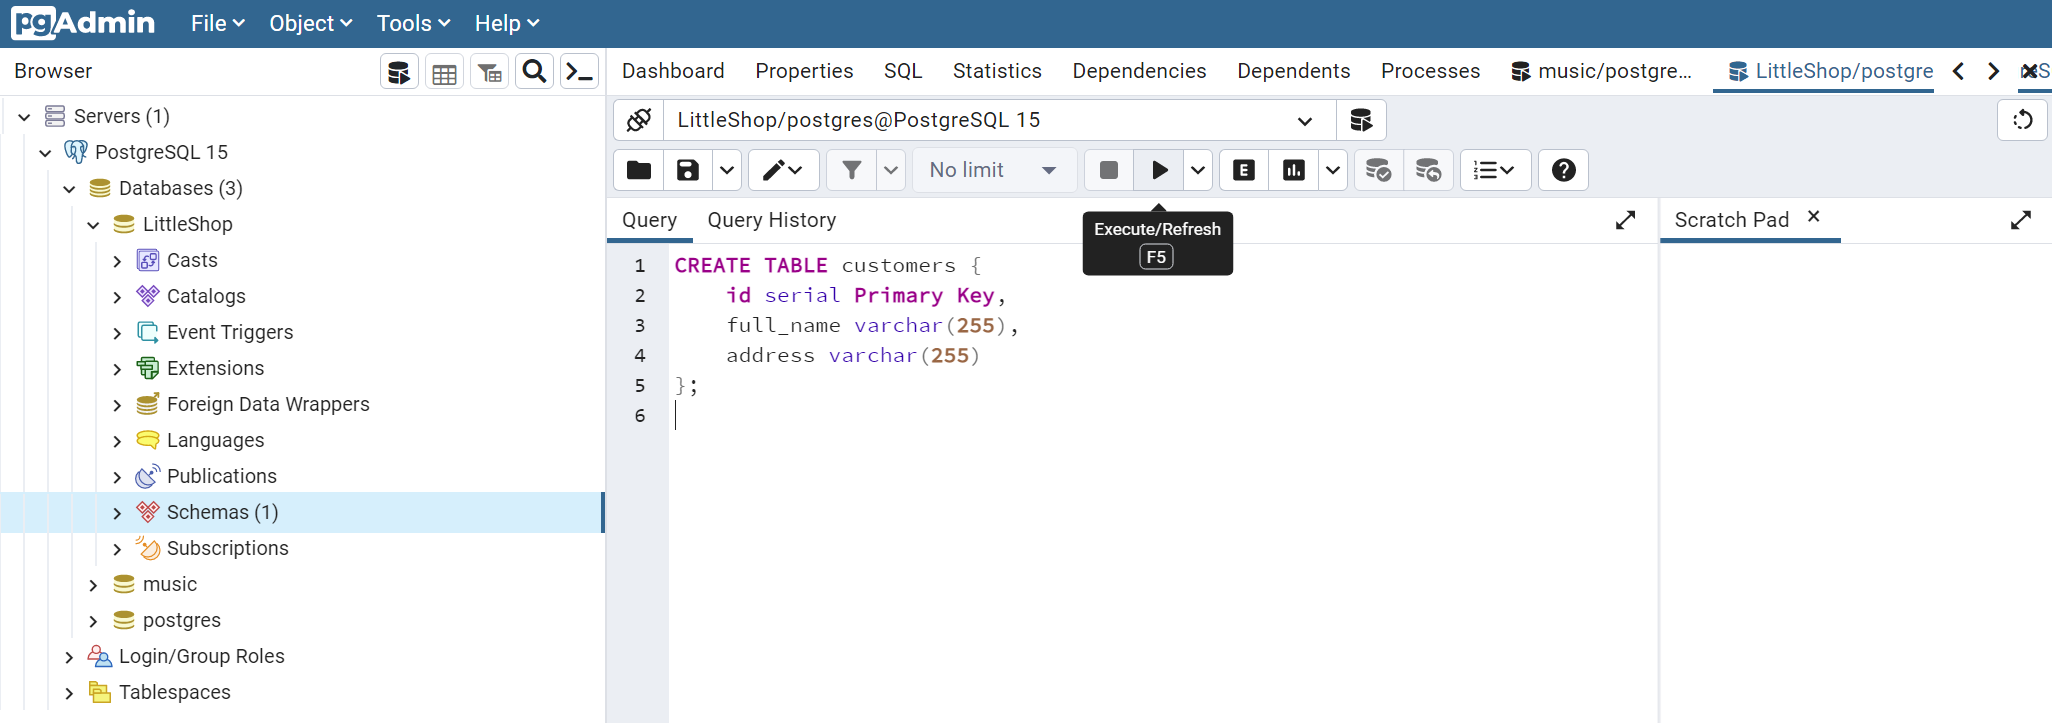 pgAdmin File Object Tools Help
Browser
Dashboard Properties SQL Statistics Dependencies Dependents Processes music/postgre... LittleShop/postgre
Servers (1)
PostgreSQL 15
Databases (3)
LittleShop
Casts
Catalogs
Event Triggers
Extensions
Foreign Data Wrappers
Languages
Publications
Schemas (1)
Subscriptions
music
postgres
Login/Group Roles
Tablespaces
LittleShop/postgres@PostgreSQL 15
No limit
E
Query Query History
Execute/Refresh
F5
Scratch Pad
1 CREATE TABLE customers {
2 id serial Primary Key,
3 full_name varchar(255),
4 address varchar(255)
5 };
6